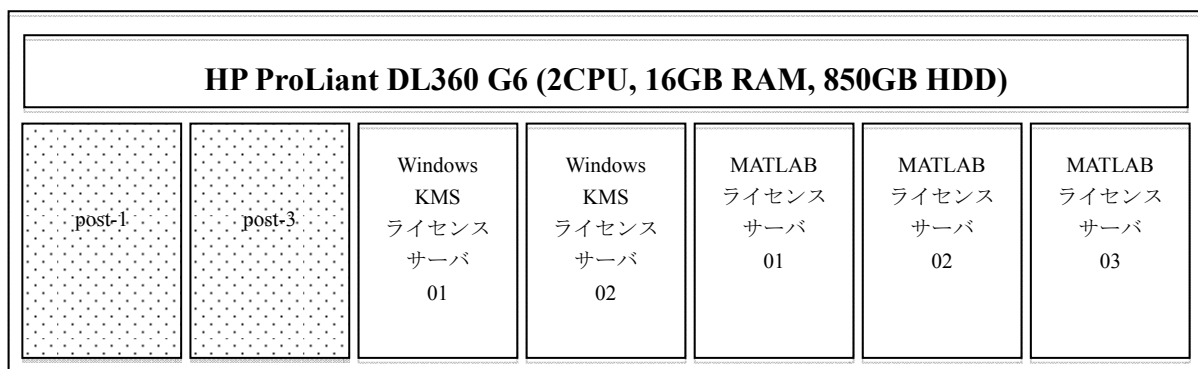 HP ProLiant DL360 G6 (2CPU, 16GB RAM, 850GB HDD)
post-1
post-3
Windows
KMS
ライセンス
サーバ
01
Windows
KMS
ライセンス
サーバ
02
MATLAB
ライセンス
サーバ
01
MATLAB
ライセンス
サーバ
02
MATLAB
ライセンス
サーバ
03